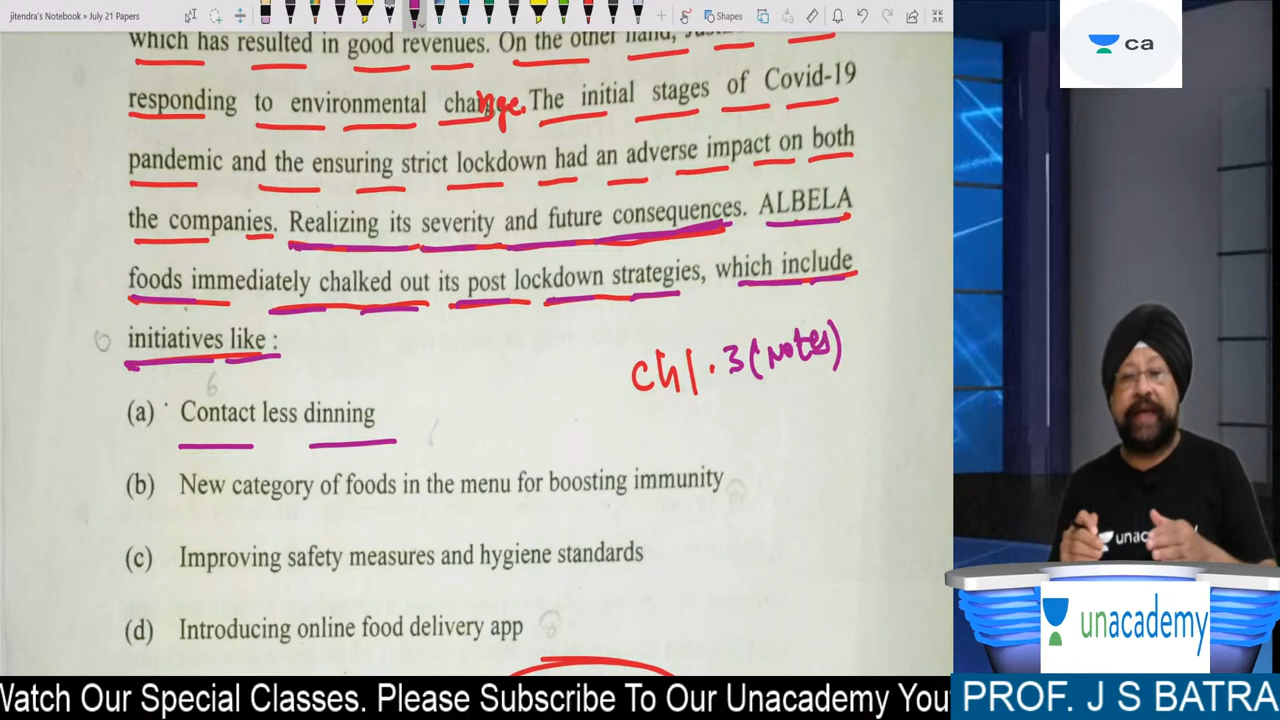 jitendra's Notebook » July 21 Papers
Shapes
ca
which has resulted in good revenues. On the other hand,
responding to environmental change. The initial stages of Covid-19
pandemic and the ensuring strict lockdown had an adverse impact on both
the companies. Realizing its severity and future consequences. ALBELA
foods immediately chalked out its post lockdown strategies, which include
initiatives like :
Ch1.3 (Notes)
(a) Contact less dinning
(b) New category of foods in the menu for boosting immunity
(c) Improving safety measures and hygiene standards
(d) Introducing online food delivery app
unac
unacademy
Watch Our Special Classes. Please Subscribe To Our Unacademy You
PROF. J S BATRA